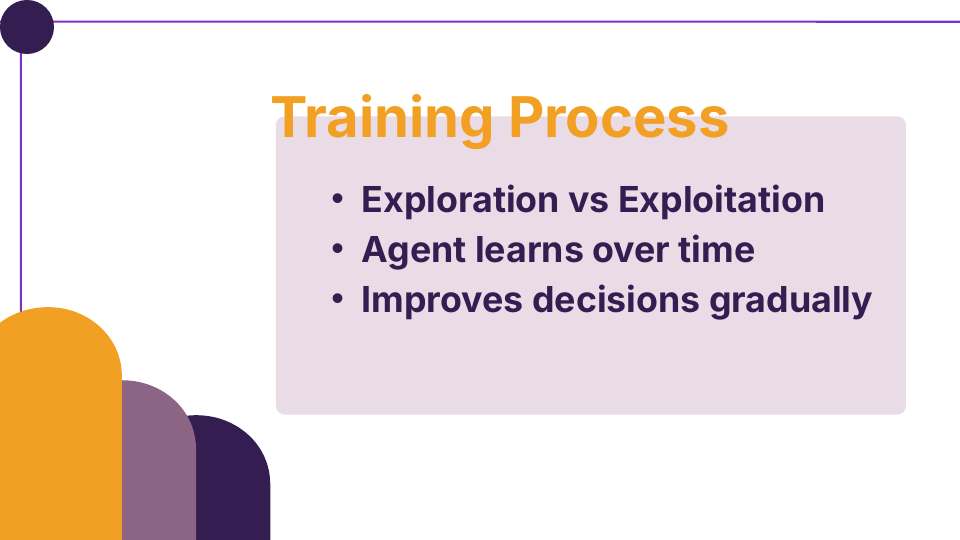 Training Process
• Exploration vs Exploitation
• Agent learns over time
• Improves decisions gradually